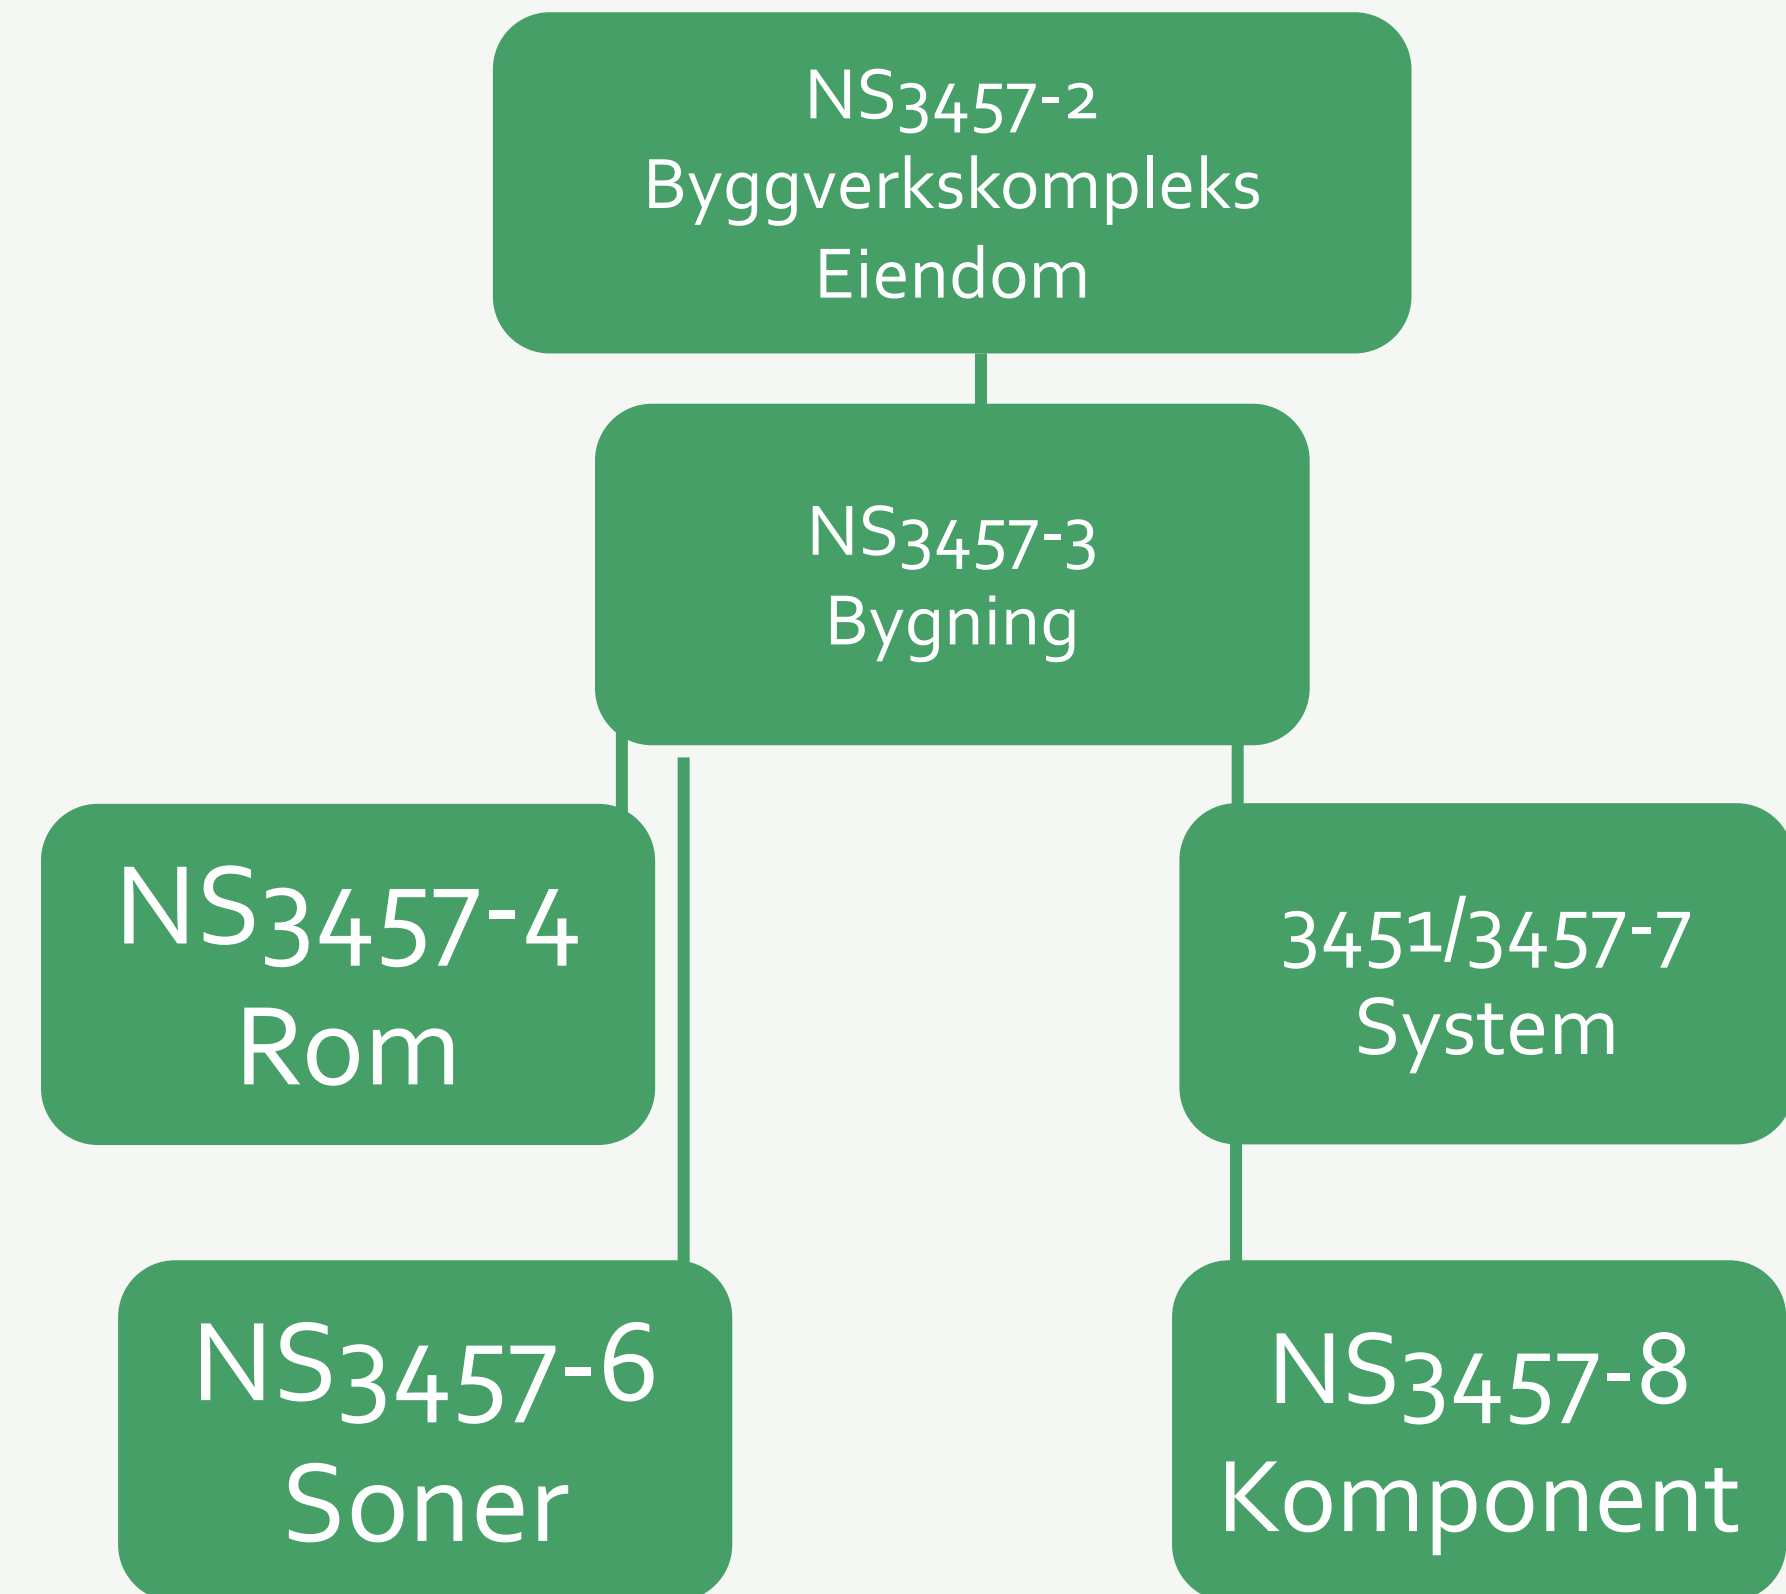 NS3457-2
Byggverkskompleks
Eiendom
NS3457-3
Bygning
NS3457-4
Rom
3451/3457-7
System
NS3457-6
Soner
NS3457-8
Komponent